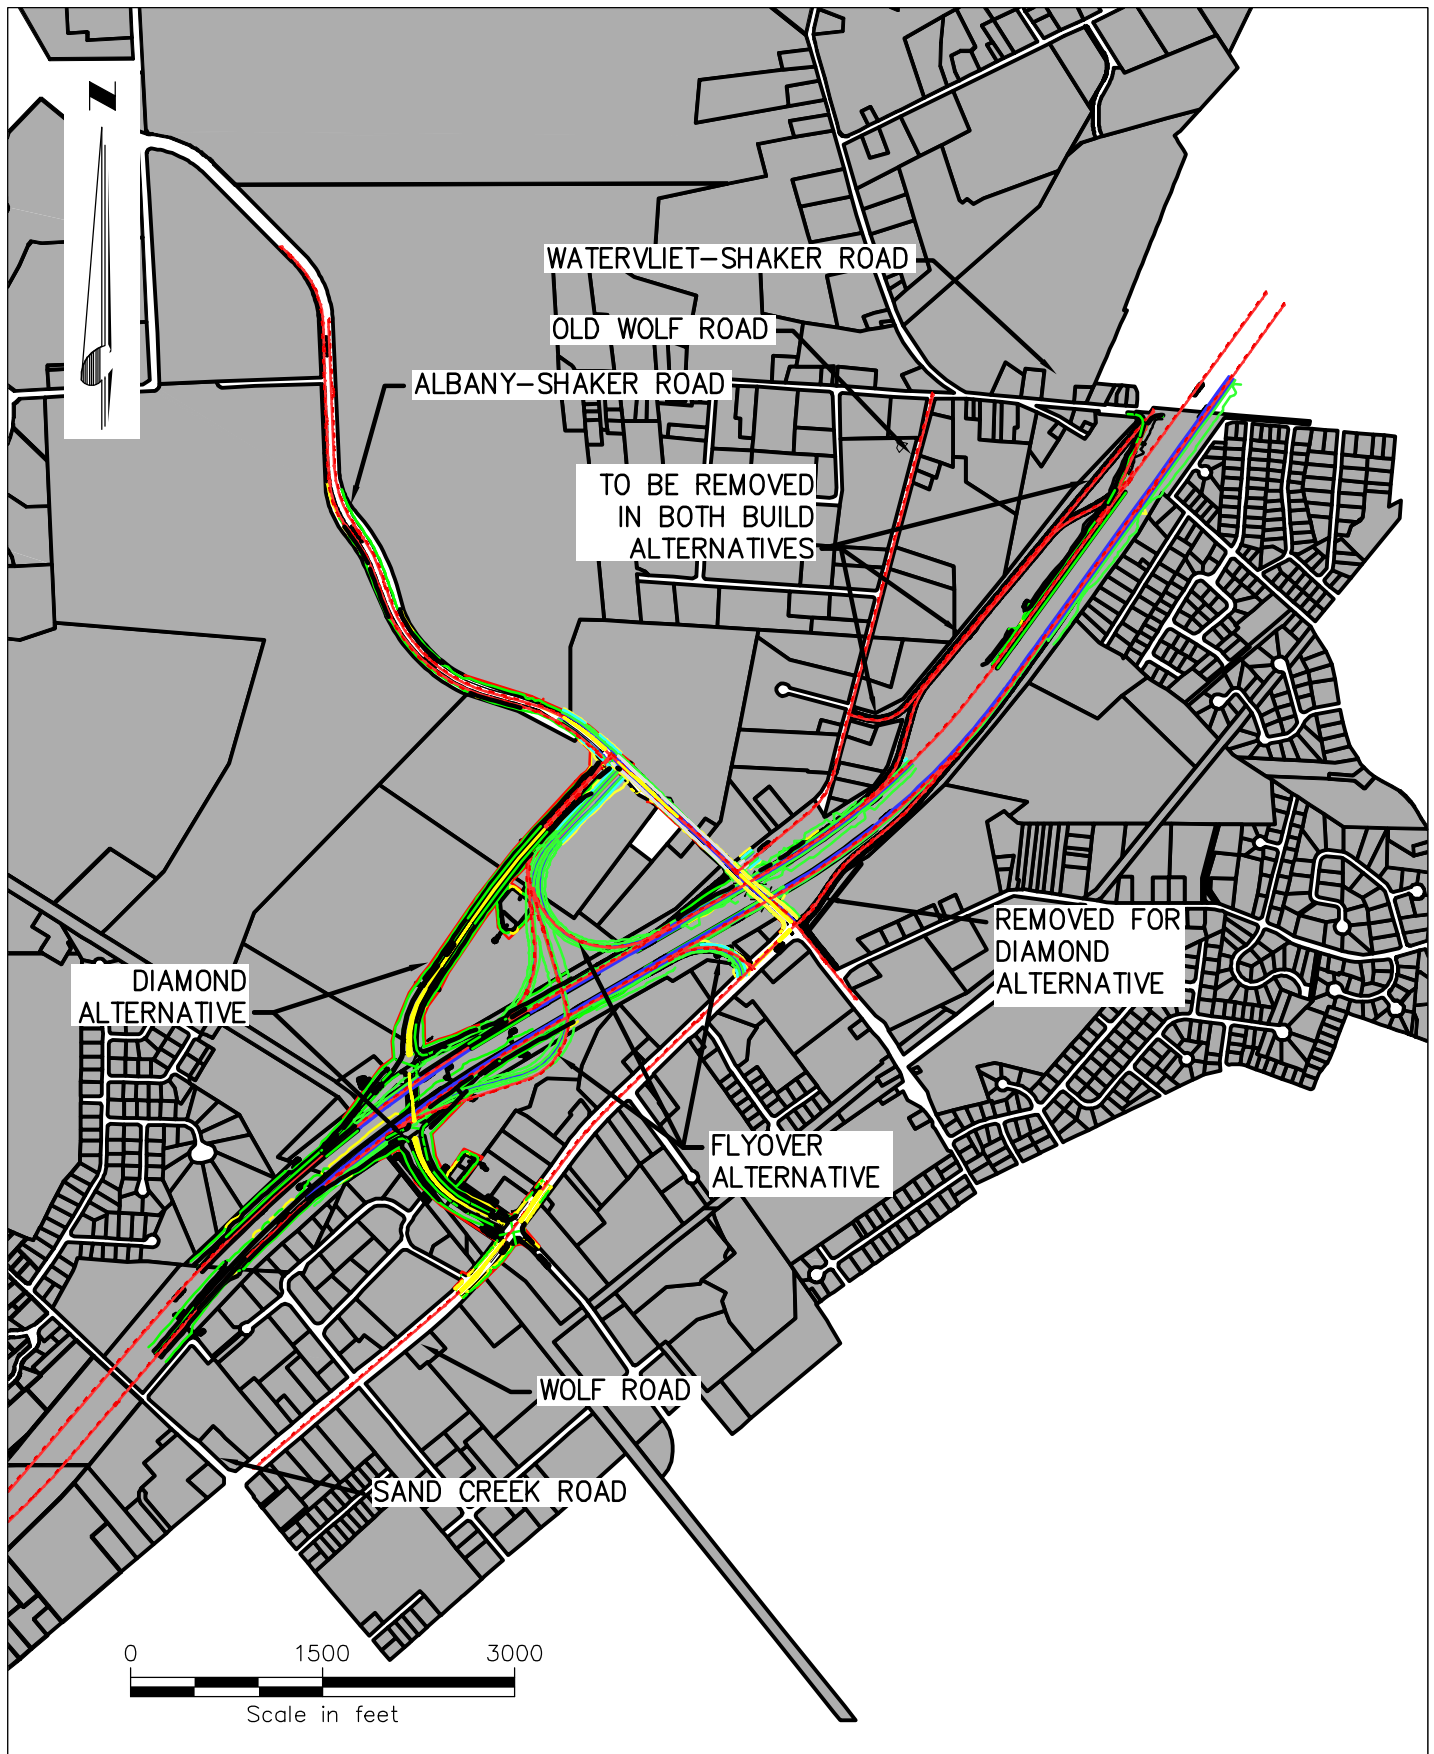 N
WATERVLIET-SHAKER ROAD
OLD WOLF ROAD
ALBANY-SHAKER ROAD
TO BE REMOVED
IN BOTH BUILD
ALTERNATIVES
REMOVED FOR
DIAMOND
ALTERNATIVE
DIAMOND
ALTERNATIVE
FLYOVER
ALTERNATIVE
WOLF ROAD
SAND CREEK ROAD
0 1500 3000
Scale in feet